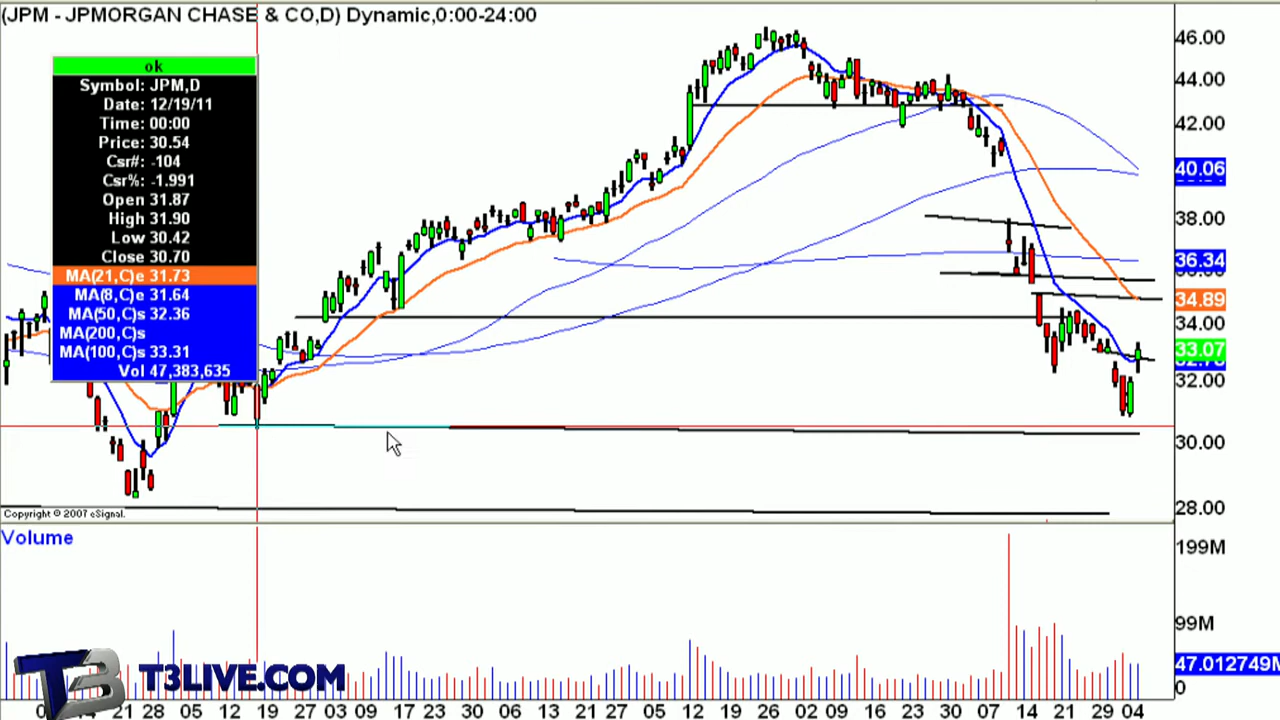 (JPM - JPMORGAN CHASE & CO,D) Dynamic,0:00-24:00
ok
Symbol: JPM,D
Date: 12/19/11
Time: 00:00
Price: 30.54
Csr#: -104
Csr%: -1.991
Open 31.87
High 31.90
Low 30.42
Close 30.70
MA(21,C)e 31.73
MA(8,C)e 31.64
MA(50,C)s 32.36
MA(200,C)s
MA(100,C)s 33.31
Vol 47,383,635
46.00
44.00
42.00
40.06
38.00
36.34
34.89
34.00
33.07
32.00
30.00
28.00
Copyright © 2007 eSignal.
Volume
199M
99M
47.012749M
0
T3LIVE.COM
21 28 05 12 19 27 03 09 17 23 30 06 13 21 27 05 12 19 26 02 09 16 23 30 07 14 21 29 04